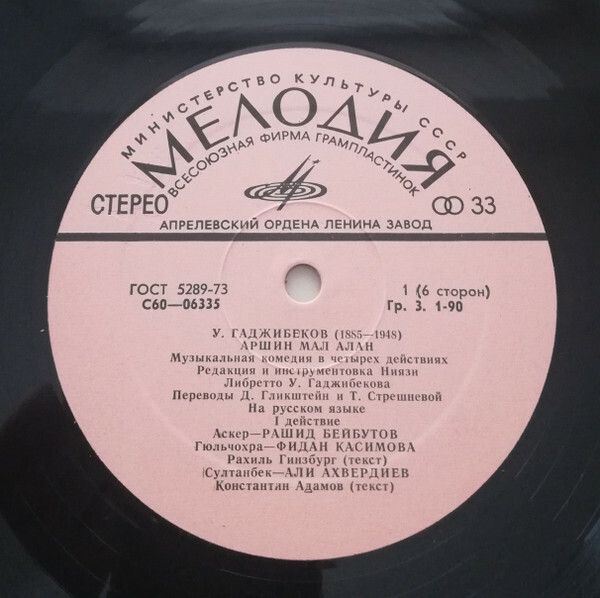 МИНИСТЕРСТВО КУЛЬТУРЫ СССР
МЕЛОДИЯ
ВСЕСОЮЗНАЯ ФИРМА ГРАМПЛАСТИНОК
СТЕРЕО
33
АПРЕЛЕВСКИЙ ОРДЕНА ЛЕНИНА ЗАВОД
ГОСТ 5289-73
1 (6 сторон)
С60—06335
Гр. 3. 1-90
У. ГАДЖИБЕКОВ (1885—1948)
АРШИН МАЛ АЛАН
Музыкальная комедия в четырех действиях
Редакция и инструментовка Ниязи
Либретто У. Гаджибекова
Переводы Д. Гликштейн и Т. Стрешневой
На русском языке
I действие
Аскер—РАШИД БЕЙБУТОВ
Гюльчохра—ФИДАН КАСИМОВА
Рахиль Гинзбург (текст)
Султанбек—АЛИ АХВЕРДИЕВ
Константин Адамов (текст)